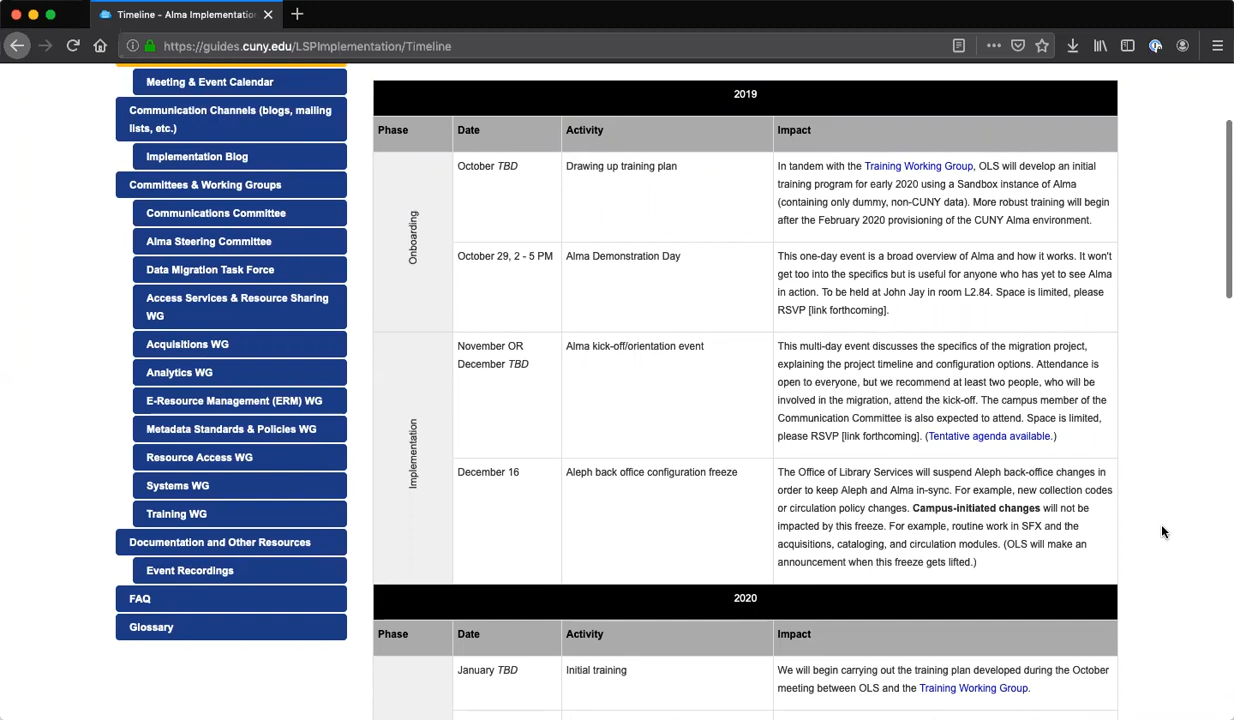 Timeline - Alma Implementation
https://guides.cuny.edu/LSPImplementation/Timeline
Meeting & Event Calendar
Communication Channels (blogs, mailing
lists, etc.)
Implementation Blog
Committees & Working Groups
Communications Committee
Alma Steering Committee
Data Migration Task Force
Access Services & Resource Sharing
WG
Acquisitions WG
Analytics WG
E-Resource Management (ERM) WG
Metadata Standards & Policies WG
Resource Access WG
Systems WG
Training WG
Documentation and Other Resources
Event Recordings
FAQ
Glossary
2019
Phase Date Activity Impact
Onboarding
October TBD
Drawing up training plan
In tandem with the Training Working Group, OLS will develop an initial
training program for early 2020 using a Sandbox instance of Alma
(containing only dummy, non-CUNY data). More robust training will begin
after the February 2020 provisioning of the CUNY Alma environment.
October 29, 2 - 5 PM
Alma Demonstration Day
This one-day event is a broad overview of Alma and how it works. It won't
get too into the specifics but is useful for anyone who has yet to see Alma
in action. To be held at John Jay in room L2.84. Space is limited, please
RSVP [link forthcoming].
Implementation
November OR
December TBD
Alma kick-off/orientation event
This multi-day event discusses the specifics of the migration project,
explaining the project timeline and configuration options. Attendance is
open to everyone, but we recommend at least two people, who will be
involved in the migration, attend the kick-off. The campus member of the
Communication Committee is also expected to attend. Space is limited,
please RSVP [link forthcoming]. (Tentative agenda available.)
December 16
Aleph back office configuration freeze
The Office of Library Services will suspend Aleph back-office changes in
order to keep Aleph and Alma in-sync. For example, new collection codes
or circulation policy changes. Campus-initiated changes will not be
impacted by this freeze. For example, routine work in SFX and the
acquisitions, cataloging, and circulation modules. (OLS will make an
announcement when this freeze gets lifted.)
2020
Phase Date Activity Impact
January TBD
Initial training
We will begin carrying out the training plan developed during the October
meeting between OLS and the Training Working Group.